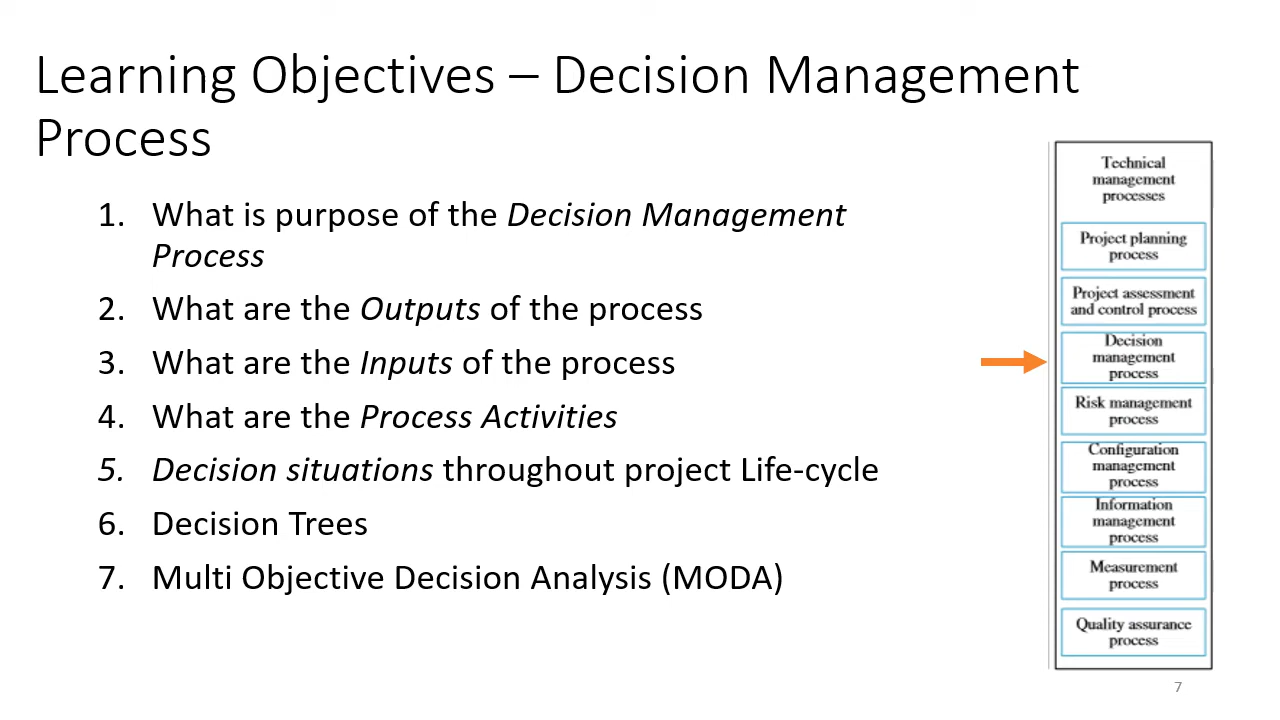 Learning Objectives – Decision Management
Process
1. What is purpose of the Decision Management
Process
2. What are the Outputs of the process
3. What are the Inputs of the process
4. What are the Process Activities
5. Decision situations throughout project Life-cycle
6. Decision Trees
7. Multi Objective Decision Analysis (MODA)
Technical
management
processes
Project planning
process
Project assessment
and control process
Decision
management
process
Risk management
process
Configuration
management
process
Information
management
process
Measurement
process
Quality assurance
process
7